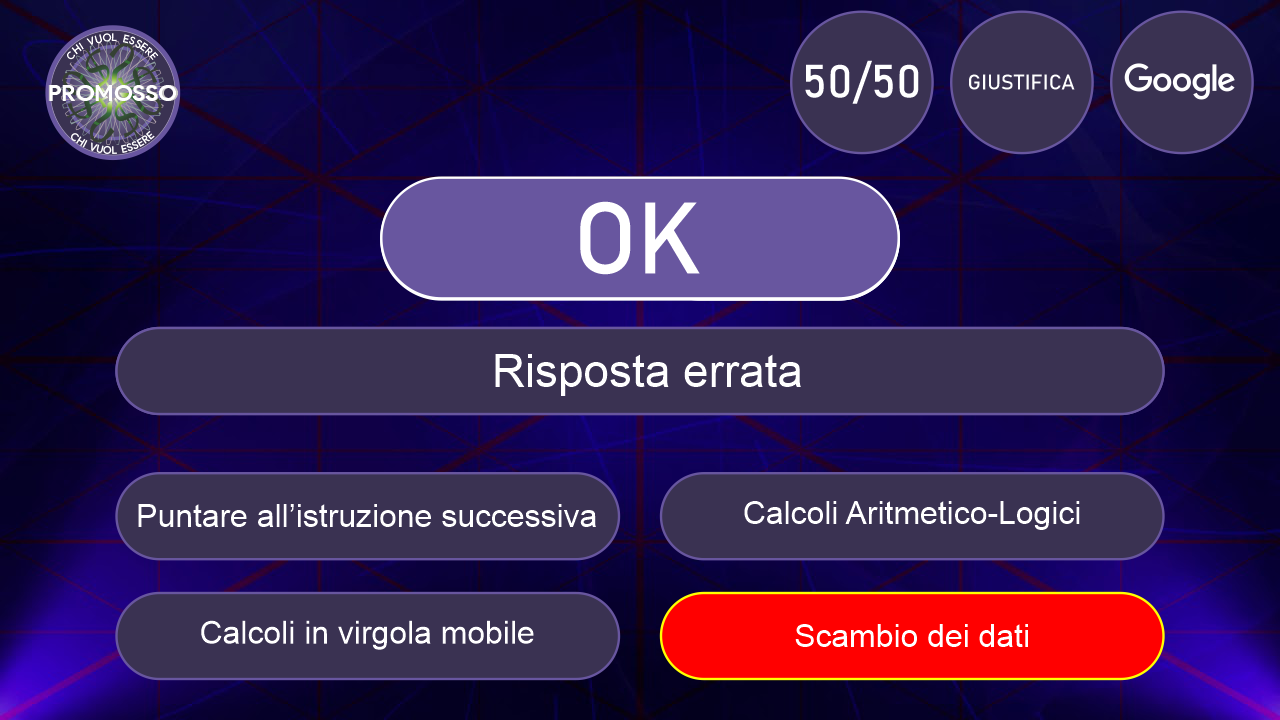 CHI VUOL ESSERE
PROMOSSO
CHI VUOL ESSERE
50/50
GIUSTIFICA
Google
OK
Risposta errata
Puntare all’istruzione successiva
Calcoli Aritmetico-Logici
Calcoli in virgola mobile
Scambio dei dati